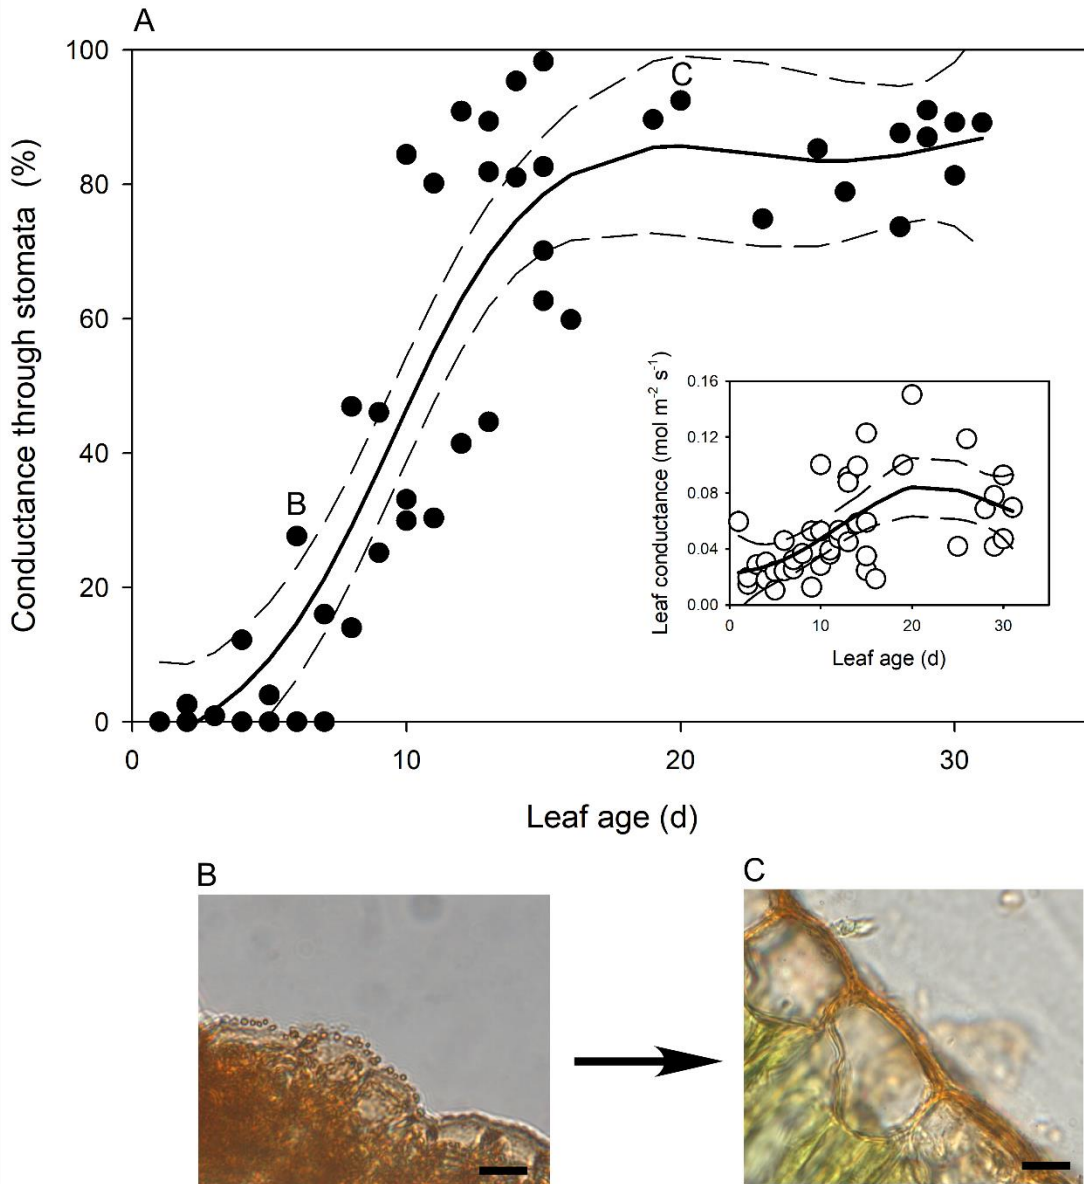 A
Conductance through stomata (%)
100
80
60
40
20
0
C
B
0
10
20
30
Leaf age (d)
Leaf conductance (mol m⁻² s⁻¹)
0.16
0.12
0.08
0.04
0.00
0
10
20
30
Leaf age (d)
B
C